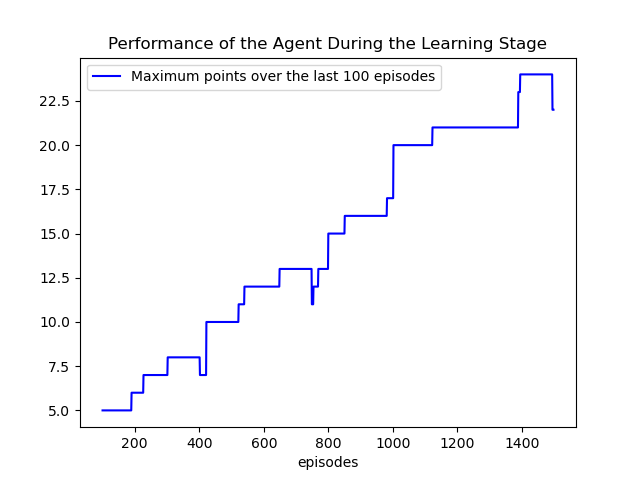 Performance of the Agent During the Learning Stage
Maximum points over the last 100 episodes
22.5
20.0
17.5
15.0
12.5
10.0
7.5
5.0
200 400 600 800 1000 1200 1400
episodes